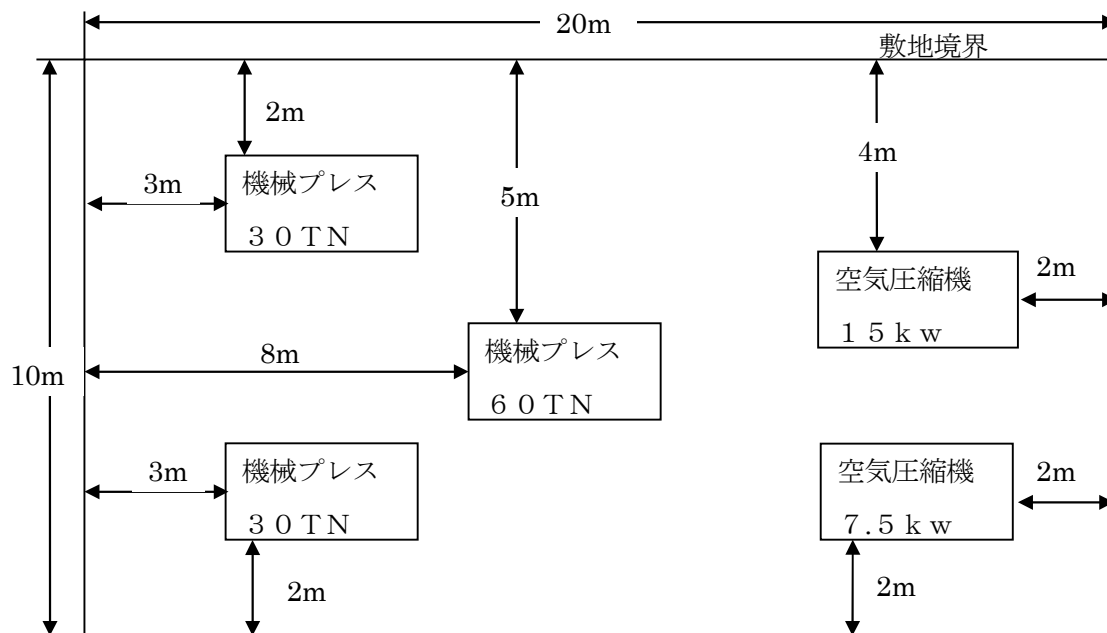 20m
敷地境界
2m
4m
3m
機械プレス
３０TN
5m
空気圧縮機
１５ｋｗ
2m
8m
機械プレス
６０ＴＮ
10m
3m
機械プレス
３０TN
空気圧縮機
７.５ｋｗ
2m
2m
2m